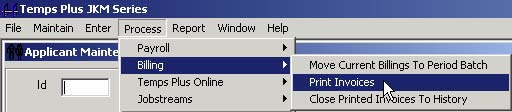 Temps Plus JKM Series
File Maintain Enter Process Report Window Help
Applicant Mainte
Payroll
Billing
Temps Plus Online
Jobstreams
Move Current Billings To Period Batch
Print Invoices
Close Printed Invoices To History
Id